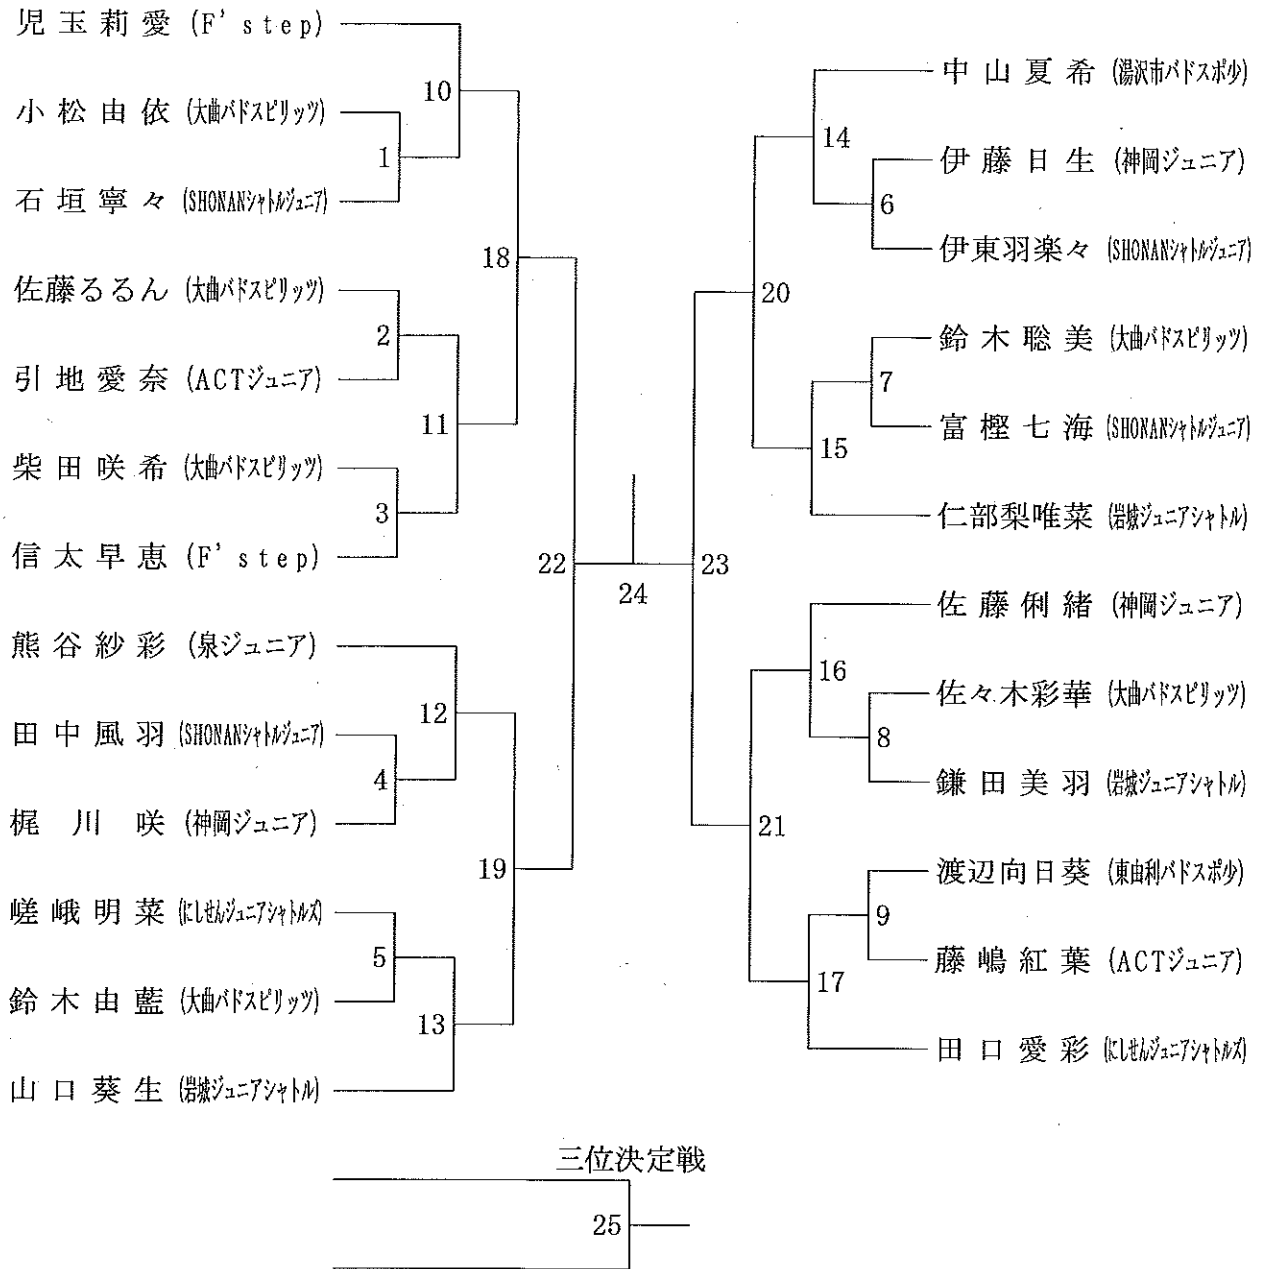 児玉莉愛 (F'step)
小松由依 (大曲バドスピリッツ)
石垣寧々 (SHONANシャトルジュニア)
佐藤るるん (大曲バドスピリッツ)
引地愛奈 (ACTジュニア)
柴田咲希 (大曲バドスピリッツ)
信太早恵 (F'step)
熊谷紗彩 (泉ジュニア)
田中風羽 (SHONANシャトルジュニア)
梶川咲 (神岡ジュニア)
嵯峨明菜 (にしせんジュニアシャトルズ)
鈴木由藍 (大曲バドスピリッツ)
山口葵生 (岩城ジュニアシャトル)
10
1
2
11
3
18
12
4
19
5
13
22
24
23
中山夏希 (湯沢市バドスポ少)
伊藤日生 (神岡ジュニア)
伊東羽楽々 (SHONANシャトルジュニア)
鈴木聡美 (大曲バドスピリッツ)
富樫七海 (SHONANシャトルジュニア)
仁部梨唯菜 (岩城ジュニアシャトル)
佐藤俐緒 (神岡ジュニア)
佐々木彩華 (大曲バドスピリッツ)
鎌田美羽 (岩城ジュニアシャトル)
渡辺向日葵 (東由利バドスポ少)
藤嶋紅葉 (ACTジュニア)
田口愛彩 (にしせんジュニアシャトルズ)
14
6
20
7
15
16
8
21
9
17
三位決定戦
25